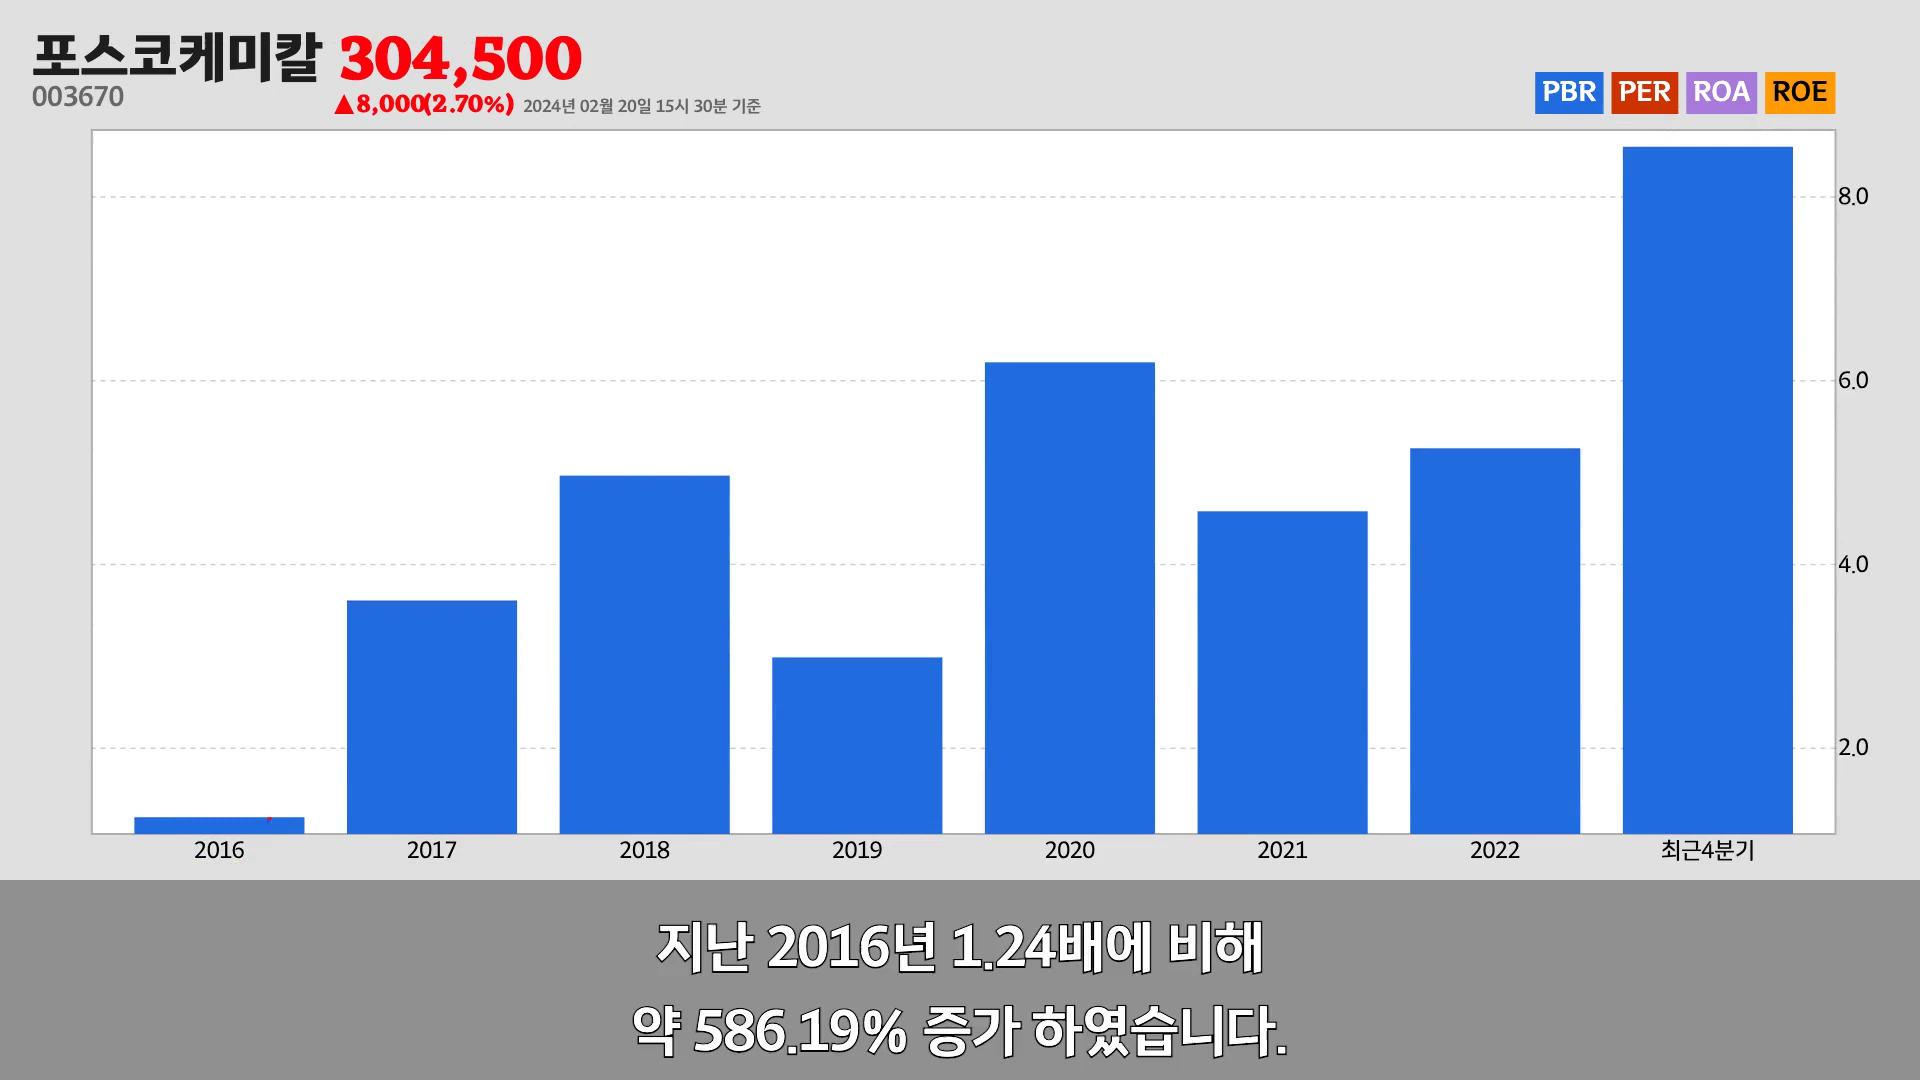 포스코케미칼 304,500
003670
▲8,000(2.70%) 2024년 02월 20일 15시 30분 기준
PBR PER ROA ROE
8.0
6.0
4.0
2.0
2016 2017 2018 2019 2020 2021 2022 최근4분기
지난 2016년 1.24배에 비해
약 586.19% 증가 하였습니다.